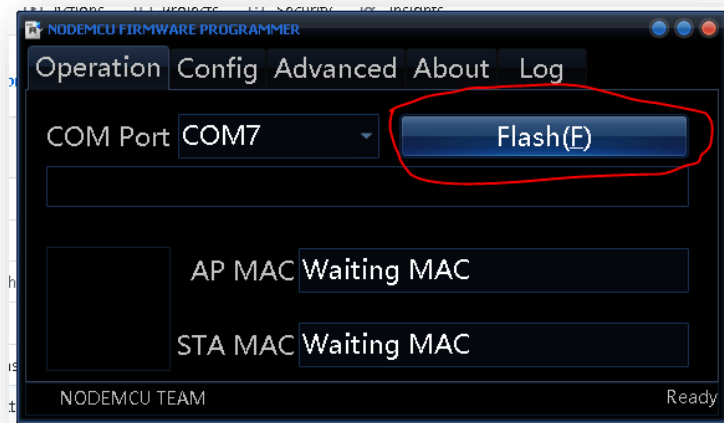 NODEMCU FIRMWARE PROGRAMMER
Operation Config Advanced About Log
COM Port COM7 Flash(F)
AP MAC Waiting MAC
STA MAC Waiting MAC
NODEMCU TEAM Ready